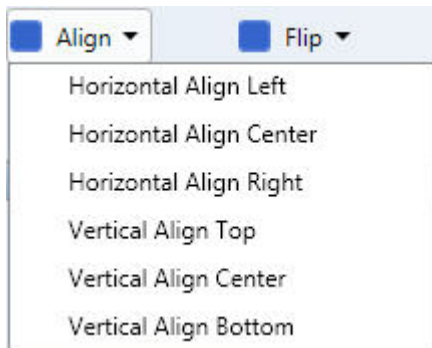 Align Flip
Horizontal Align Left
Horizontal Align Center
Horizontal Align Right
Vertical Align Top
Vertical Align Center
Vertical Align Bottom